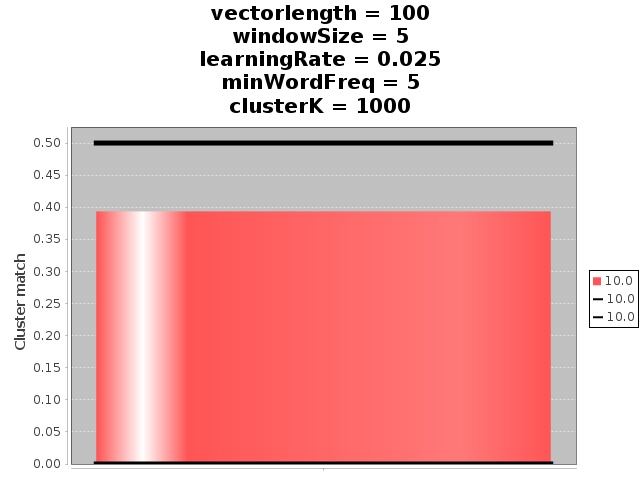 vectorlength = 100
windowSize = 5
learningRate = 0.025
minWordFreq = 5
clusterK = 1000
0.50
0.45
0.40
0.35
0.30
0.25
0.20
0.15
0.10
0.05
0.00
Cluster match
10.0
10.0
10.0